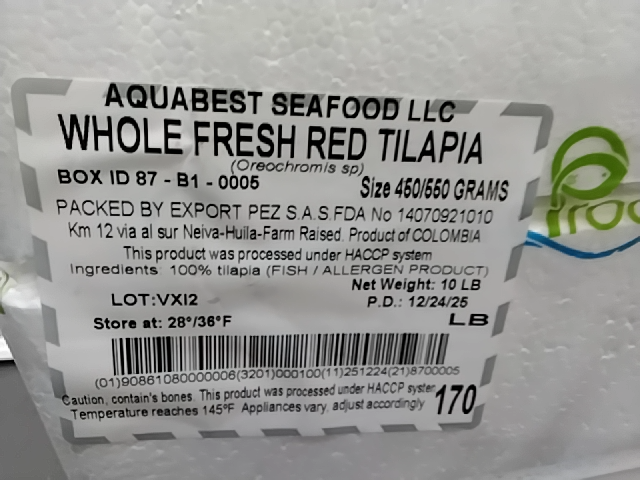 AQUABEST SEAFOOD LLC
WHOLE FRESH RED TILAPIA
(Oreochromis sp)
BOX ID 87 - B1 - 0005
Size 450/550 GRAMS
PACKED BY EXPORT PEZ S.A.S.FDA No 14070921010
Km 12 via al sur Neiva-Huila-Farm Raised. Product of COLOMBIA
This product was processed under HACCP system
Ingredients: 100% tilapia (FISH / ALLERGEN PRODUCT)
Net Weight: 10 LB
LOT:VXI2
P.D.: 12/24/25
Store at: 28°/36°F
LB
(01)90861080000006(3201)000100(11)251224(21)8700005
Caution, contain's bones. This product was processed under HACCP system
Temperature reaches 145°F. Appliances vary, adjust accordingly
170